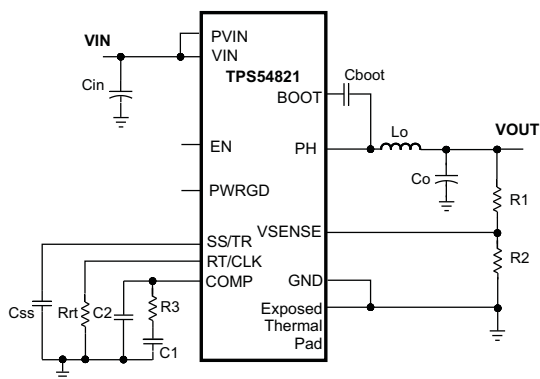 VIN
PVIN
VIN
TPS54821
Cin
Cboot
BOOT
EN
PH
Lo
VOUT
Co
R1
PWRGD
VSENSE
R2
SS/TR
RT/CLK
COMP
GND
Css
Rrt
C2
R3
C1
Exposed
Thermal
Pad